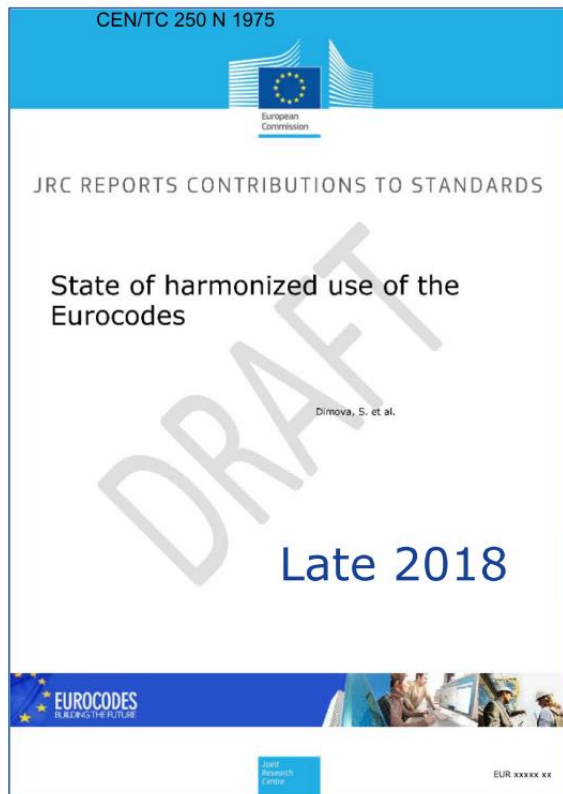 CEN/TC 250 N 1975
European
Commission
JRC REPORTS CONTRIBUTIONS TO STANDARDS
State of harmonized use of the
Eurocodes
DRAFT
Dimova, S. et al.
Late 2018
EUROCODES
BUILDING THE FUTURE
Joint
Research
Centre
EUR xxxxx xx